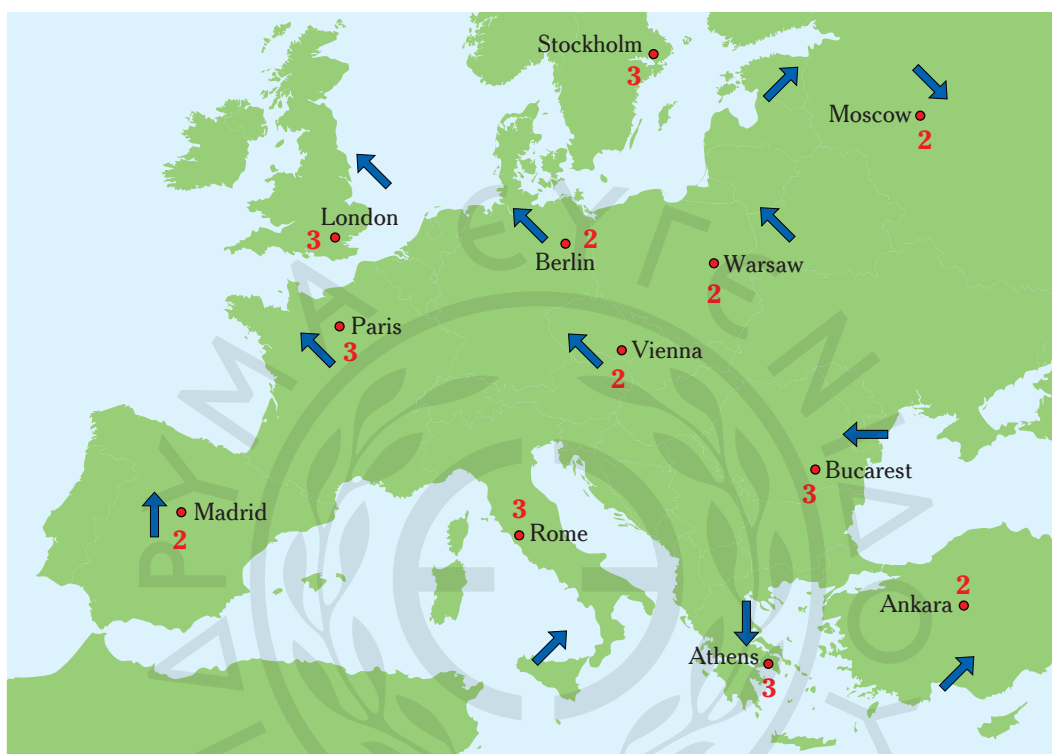 Stockholm
3
Moscow
2
London
3
2
Berlin
Warsaw
2
Paris
3
Vienna
2
Bucarest
3
Madrid
2
3
Rome
2
Ankara
Athens
3